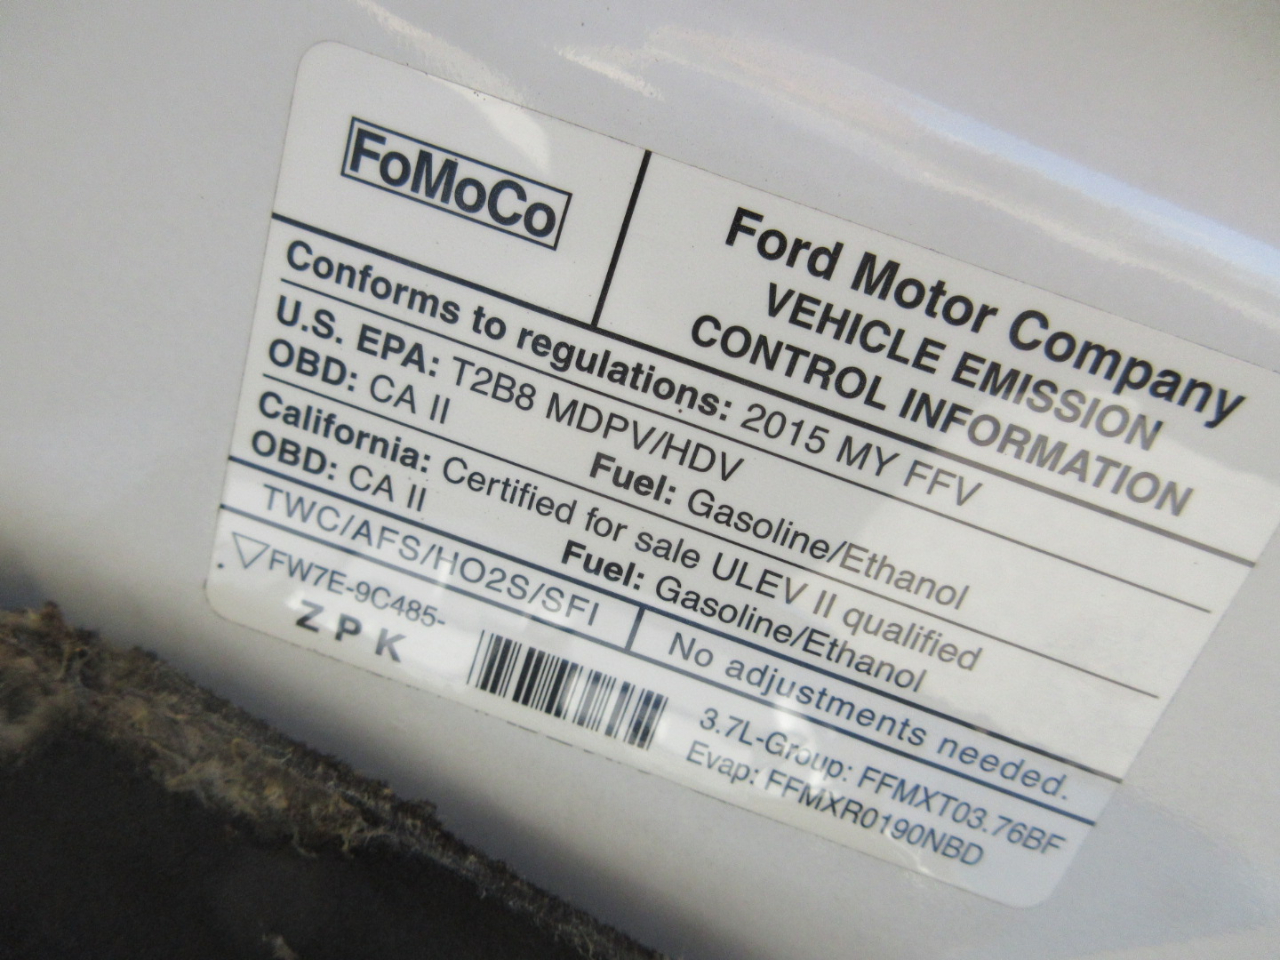 FoMoCo
Ford Motor Company
VEHICLE EMISSION
CONTROL INFORMATION
Conforms to regulations: 2015 MY FFV
U.S. EPA: T2B8 MDPV/HDV
OBD: CA II Fuel: Gasoline/Ethanol
California: Certified for sale ULEV II qualified
OBD: CA II Fuel: Gasoline/Ethanol
TWC/AFS/HO2S/SFI No adjustments needed.
▽FW7E-9C485-
ZPK
3.7L-Group: FFMXT03.76BF
Evap: FFMXR0190NBD